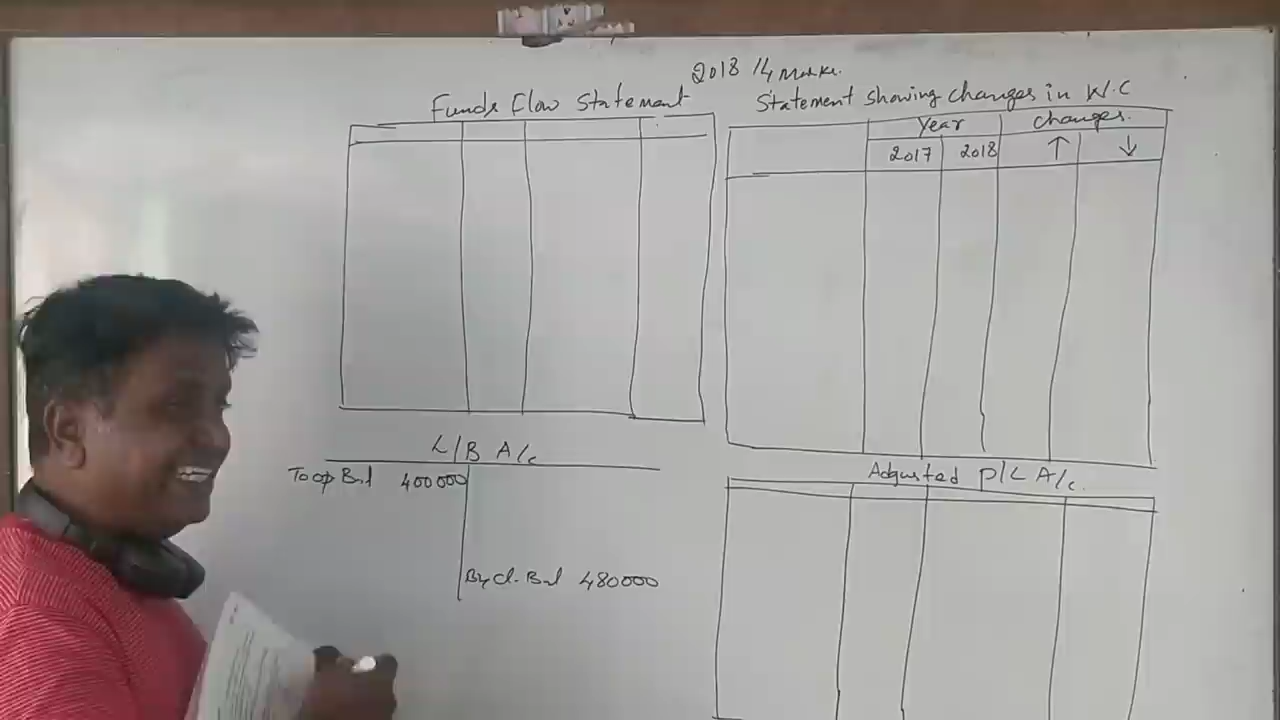 2018 14 marks.
Funds Flow Statement
Statement showing changes in W.C
Year changes.
2017 2018 ↑ ↓
L/B A/c
To op Bal 400000
By cl. Bal 480000
Adjusted P/L A/c.